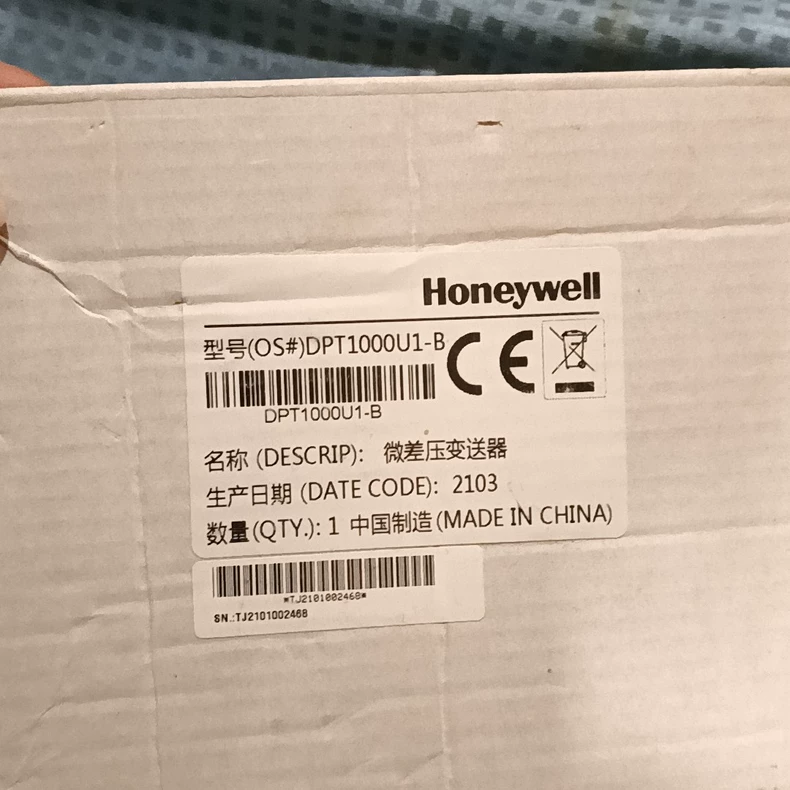 Honeywell
型号(OS#)DPT1000U1-B
CE
DPT1000U1-B
名称 (DESCRIP): 微差压变送器
生产日期 (DATE CODE): 2103
数量(QTY.): 1 中国制造(MADE IN CHINA)
*TJ2101002468*
SN.:TJ2101002468